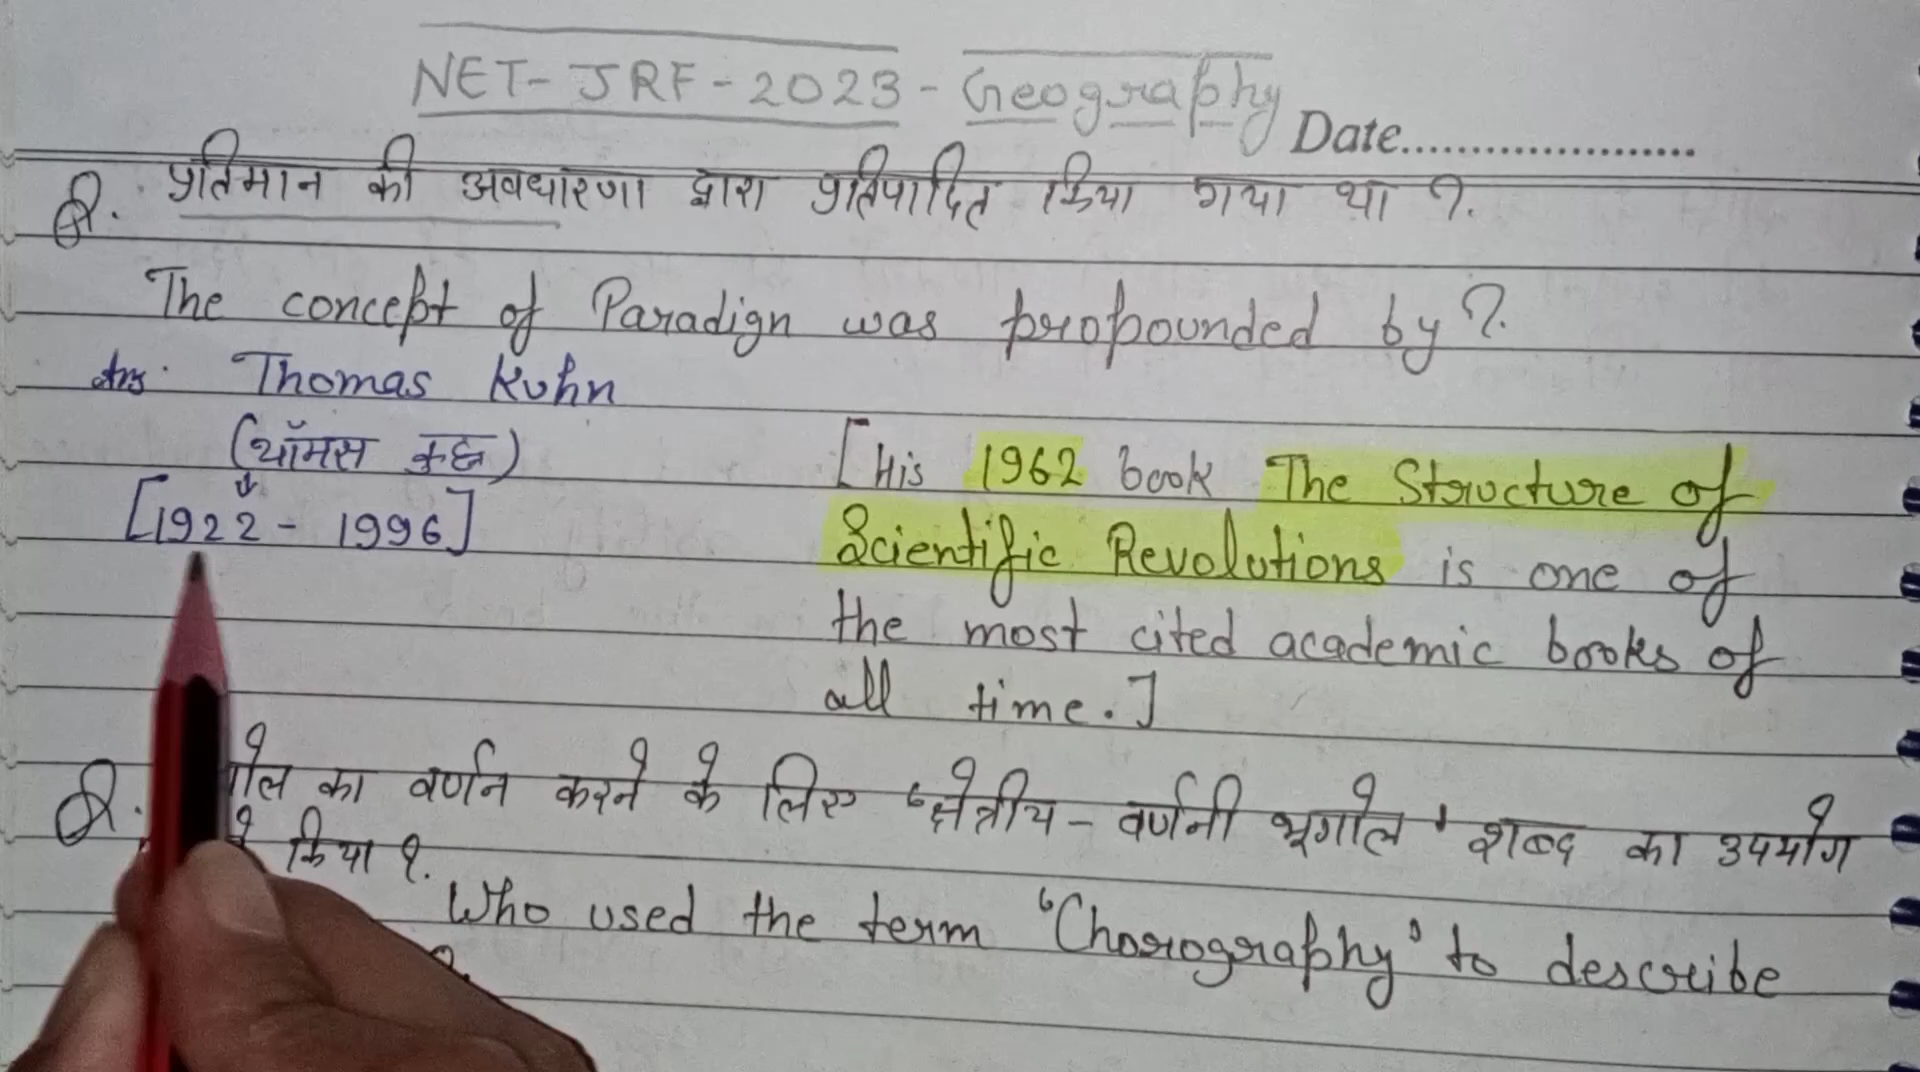 NET-JRF-2023-Geography
Date.....................
Q. प्रतिमान की अवधारणा द्वारा प्रतिपादित किया गया था ?.
The concept of Paradign was propounded by ?.
Ans. Thomas Kuhn
(थॉमस कुह्न)
[1922 - 1996]
[His 1962 book The Structure of
Scientific Revolutions is one of
the most cited academic books of
all time.]
Q. का वर्णन करने के लिए 'क्षेत्रीय - वर्णनी भूगोल' शब्द का उपयोग
किया ?.
Who used the term 'Chorography' to describe